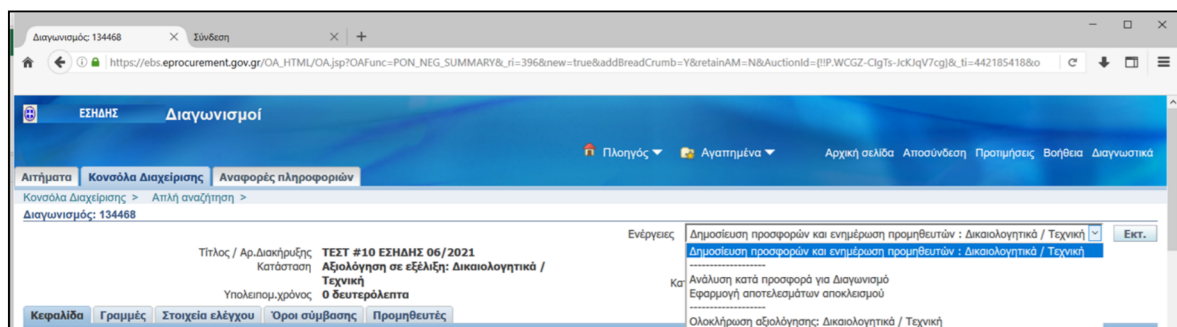 Διαγωνισμός: 134468 Σύνδεση
https://ebs.eprocurement.gov.gr/OA_HTML/OA.jsp?OAFunc=PON_NEG_SUMMARY&_ri=396&new=true&addBreadCrumb=Y&retainAM=N&AuctionId={!!P.WCGZ-CIgTs-JcKJqV7cg}&_ti=442185418&o
ΕΣΗΔΗΣ Διαγωνισμοί
Πλοηγός Αγαπημένα Αρχική σελίδα Αποσύνδεση Προτιμήσεις Βοήθεια Διαγνωστικά
Αιτήματα Κονσόλα Διαχείρισης Αναφορές πληροφοριών
Κονσόλα Διαχείρισης > Απλή αναζήτηση >
Διαγωνισμός: 134468
Ενέργειες Δημοσίευση προσφορών και ενημέρωση προμηθευτών : Δικαιολογητικά / Τεχνική Εκτ.
Δημοσίευση προσφορών και ενημέρωση προμηθευτών : Δικαιολογητικά / Τεχνική
-------------------
Ανάλυση κατά προσφορά για Διαγωνισμό
Εφαρμογή αποτελεσμάτων αποκλεισμού
-------------------
Ολοκλήρωση αξιολόγησης: Δικαιολογητικά / Τεχνική
Τίτλος / Αρ.Διακήρυξης ΤΕΣΤ #10 ΕΣΗΔΗΣ 06/2021
Κατάσταση Αξιολόγηση σε εξέλιξη: Δικαιολογητικά /
Τεχνική
Κατ
Υπολειπομ.χρόνος 0 δευτερόλεπτα
Κεφαλίδα Γραμμές Στοιχεία ελέγχου Όροι σύμβασης Προμηθευτές